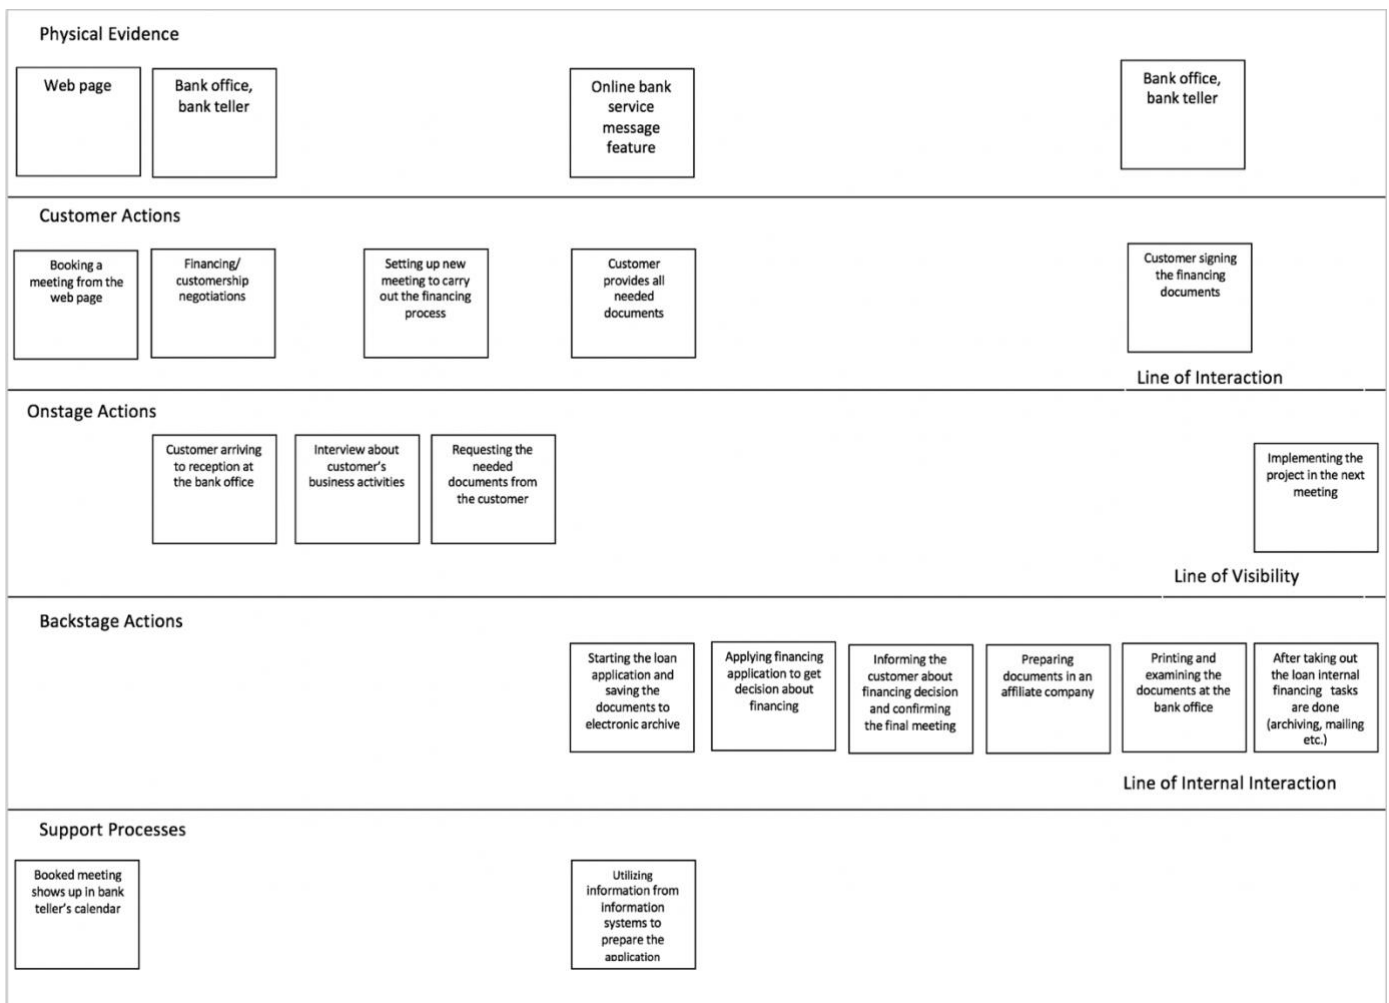 Physical Evidence
Web page
Bank office,
bank teller
Online bank
service
message
feature
Bank office,
bank teller
Customer Actions
Booking a
meeting from the
web page
Financing/
customership
negotiations
Setting up new
meeting to carry
out the financing
process
Customer
provides all
needed
documents
Customer signing
the financing
documents
Line of Interaction
Onstage Actions
Customer arriving
to reception at
the bank office
Interview about
customer's
business activities
Requesting the
needed
documents from
the customer
Implementing the
project in the next
meeting
Line of Visibility
Backstage Actions
Starting the loan
application and
saving the
documents to
electronic archive
Applying financing
application to get
decision about
financing
Informing the
customer about
financing decision
and confirming
the final meeting
Preparing
documents in an
affiliate company
Printing and
examining the
documents at the
bank office
After taking out
the loan internal
financing tasks
are done
(archiving, mailing
etc.)
Line of Internal Interaction
Support Processes
Booked meeting
shows up in bank
teller's calendar
Utilizing
information from
information
systems to
prepare the
application